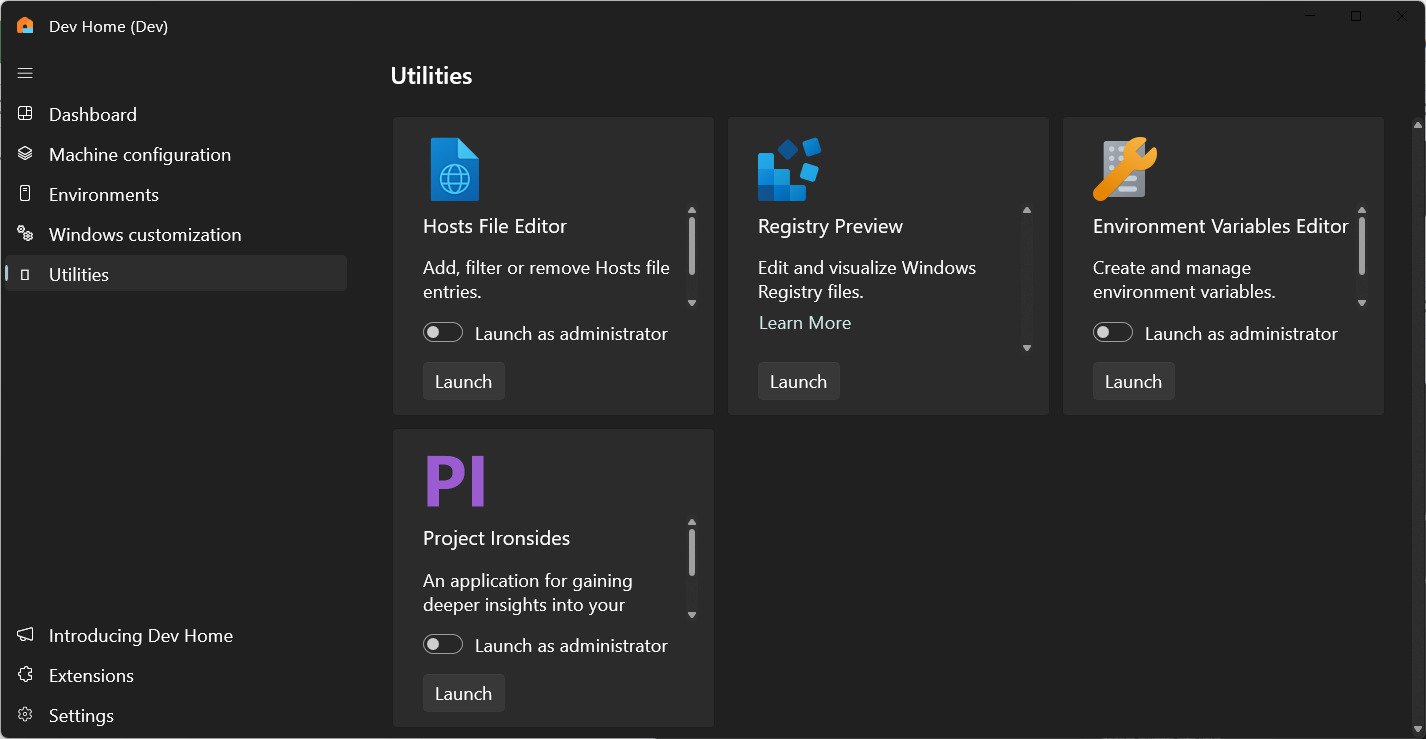 Dev Home (Dev)
Dashboard
Machine configuration
Environments
Windows customization
Utilities
Introducing Dev Home
Extensions
Settings
Utilities
Hosts File Editor
Add, filter or remove Hosts file
entries.
Launch as administrator
Launch
Registry Preview
Edit and visualize Windows
Registry files.
Learn More
Launch
Environment Variables Editor
Create and manage
environment variables.
Launch as administrator
Launch
PI
Project Ironsides
An application for gaining
deeper insights into your
Launch as administrator
Launch